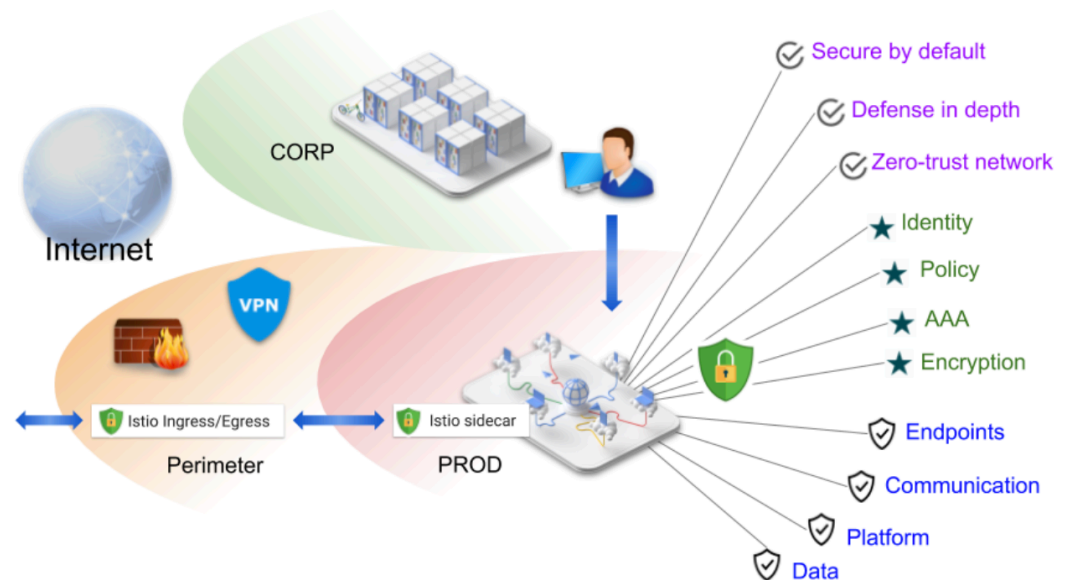 Secure by default
Defense in depth
CORP
Zero-trust network
Internet
Identity
VPN
Policy
AAA
Encryption
Istio Ingress/Egress
Istio sidecar
Endpoints
Perimeter
PROD
Communication
Platform
Data